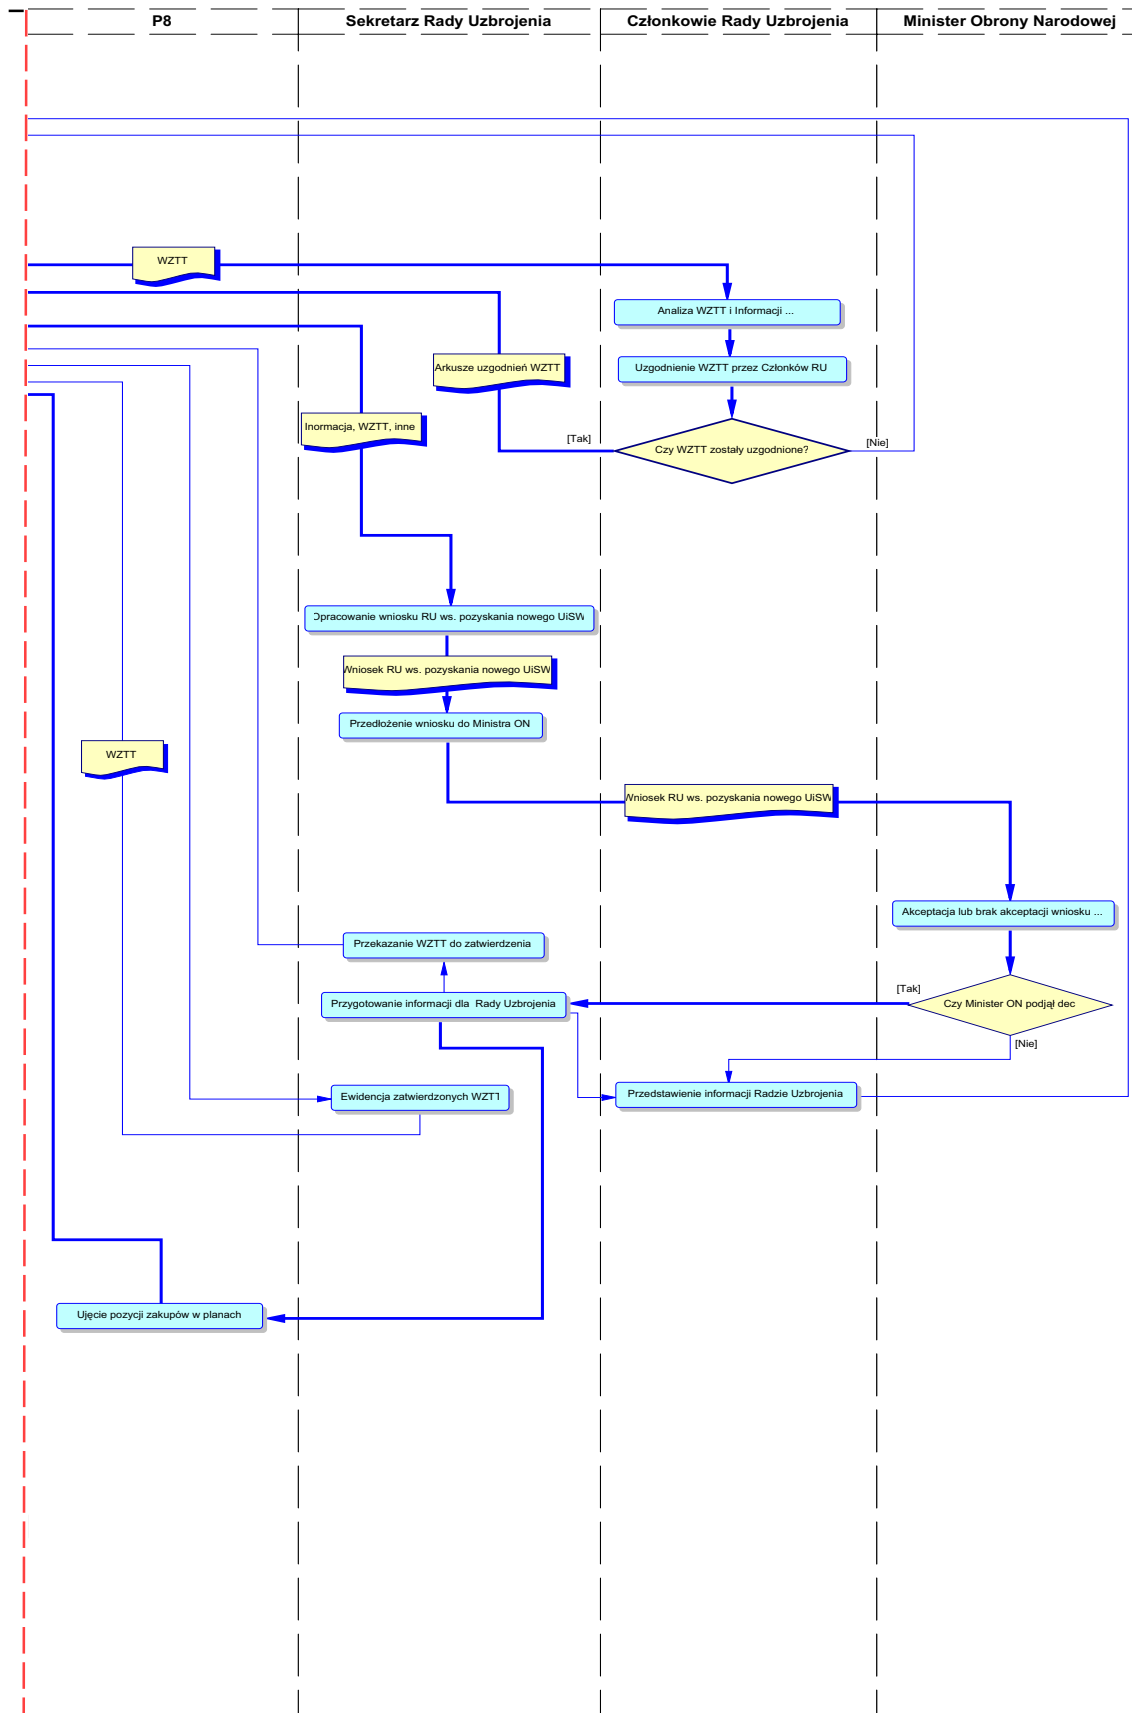 P8
Sekretarz Rady Uzbrojenia
Członkowie Rady Uzbrojenia
Minister Obrony Narodowej
WZTT
Analiza WZTT i Informacji ...
Arkusze uzgodnień WZTT
Uzgodnienie WZTT przez Członków RU
Inormacja, WZTT, inne
[Tak]
Czy WZTT zostały uzgodnione?
[Nie]
Opracowanie wniosku RU ws. pozyskania nowego UiSW
Wniosek RU ws. pozyskania nowego UiSW
Przedłożenie wniosku do Ministra ON
WZTT
Wniosek RU ws. pozyskania nowego UiSW
Akceptacja lub brak akceptacji wniosku ...
Przekazanie WZTT do zatwierdzenia
[Tak]
Przygotowanie informacji dla Rady Uzbrojenia
Czy Minister ON podjął dec
[Nie]
Ewidencja zatwierdzonych WZTT
Przedstawienie informacji Radzie Uzbrojenia
Ujęcie pozycji zakupów w planach